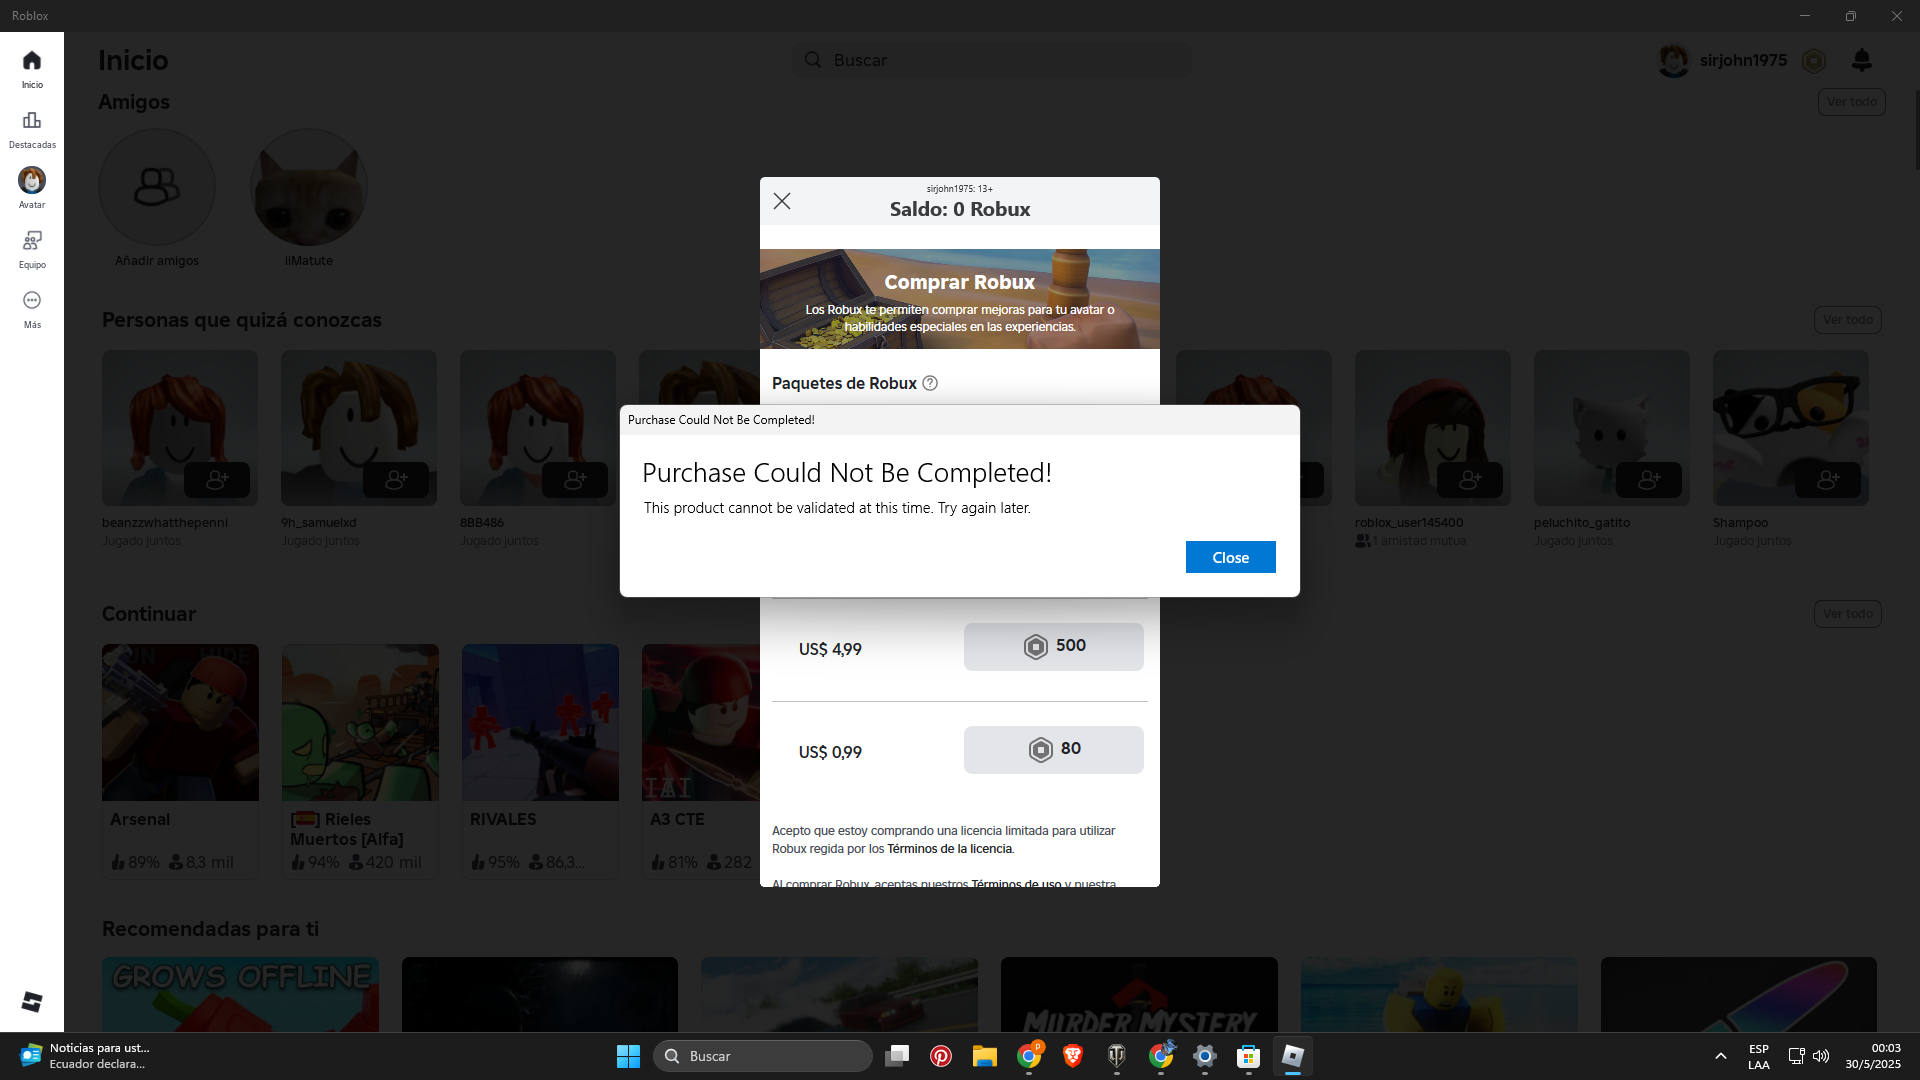 Roblox
Inicio
Buscar
sirjohn1975
Inicio
Destacadas
Avatar
Equipo
Más
Amigos
Ver todo
Añadir amigos
iiMatute
Personas que quizá conozcas
Ver todo
beanzzwhatthepenni
Jugado juntos
9h_samuelxd
Jugado juntos
8BB486
Jugado juntos
roblox_user145400
1 amistad mutua
peluchito_gatito
Jugado juntos
Shampoo
Jugado juntos
sirjohn1975: 13+
Saldo: 0 Robux
Comprar Robux
Los Robux te permiten comprar mejoras para tu avatar o
habilidades especiales en las experiencias.
Paquetes de Robux
Purchase Could Not Be Completed!
Purchase Could Not Be Completed!
This product cannot be validated at this time. Try again later.
Close
US$ 4,99
500
US$ 0,99
80
Acepto que estoy comprando una licencia limitada para utilizar
Robux regida por los Términos de la licencia.
Al comprar Robux, aceptas nuestros Términos de uso y nuestra
Continuar
Ver todo
Arsenal
89% 8,3 mil
Rieles
Muertos [Alfa]
94% 420 mil
RIVALES
95% 86,3...
A3 CTE
81% 282
Recomendadas para ti
GROWS OFFLINE
MURDER MYSTERY
Noticias para ust...
Ecuador declara...
Buscar
ESP
LAA
00:03
30/5/2025